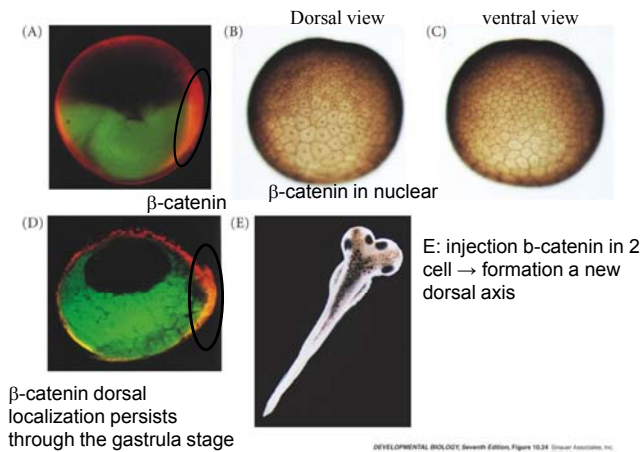 Dorsal view
ventral view
(A)
(B)
(C)
β-catenin
β-catenin in nuclear
(D)
(E)
E: injection b-catenin in 2
cell → formation a new
dorsal axis
β-catenin dorsal
localization persists
through the gastrula stage
DEVELOPMENTAL BIOLOGY, Seventh Edition, Figure 10.24 Sinauer Associates, Inc.